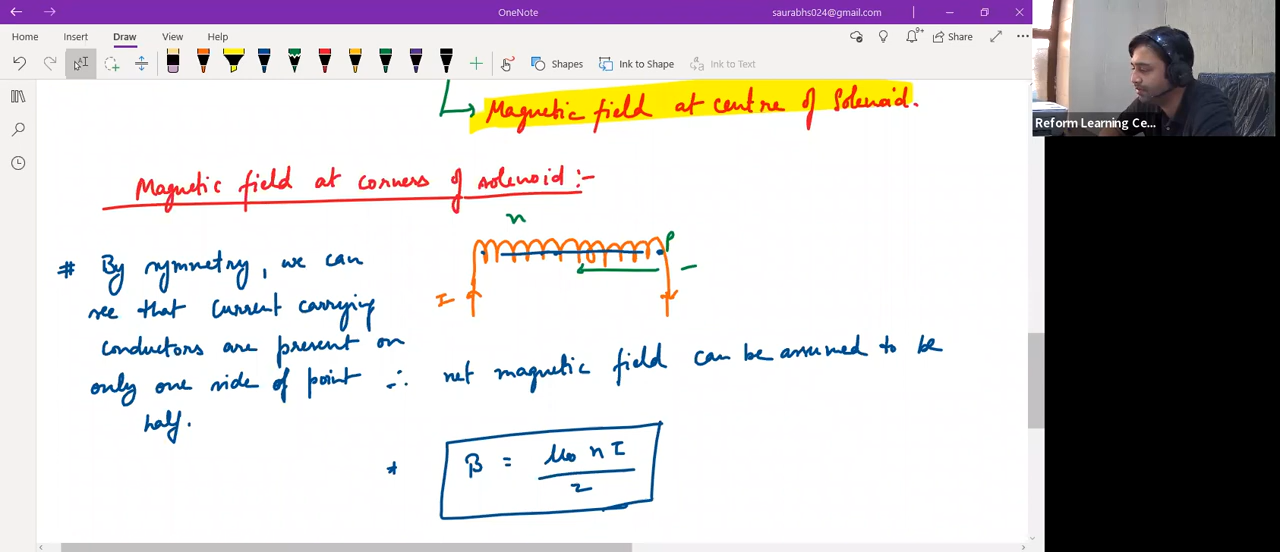 OneNote
saurabhs024@gmail.com
Home Insert Draw View Help
Share
Shapes
Ink to Shape
Ink to Text
Reform Learning Ce...
Magnetic field at centre of Solenoid.
Magnetic field at corners of solenoid :-
n
P
I
# By symmetry, we can
see that current carrying
conductors are present on
only one side of point ∴ net magnetic field can be assumed to be
half.
* B = μ₀ n I / 2